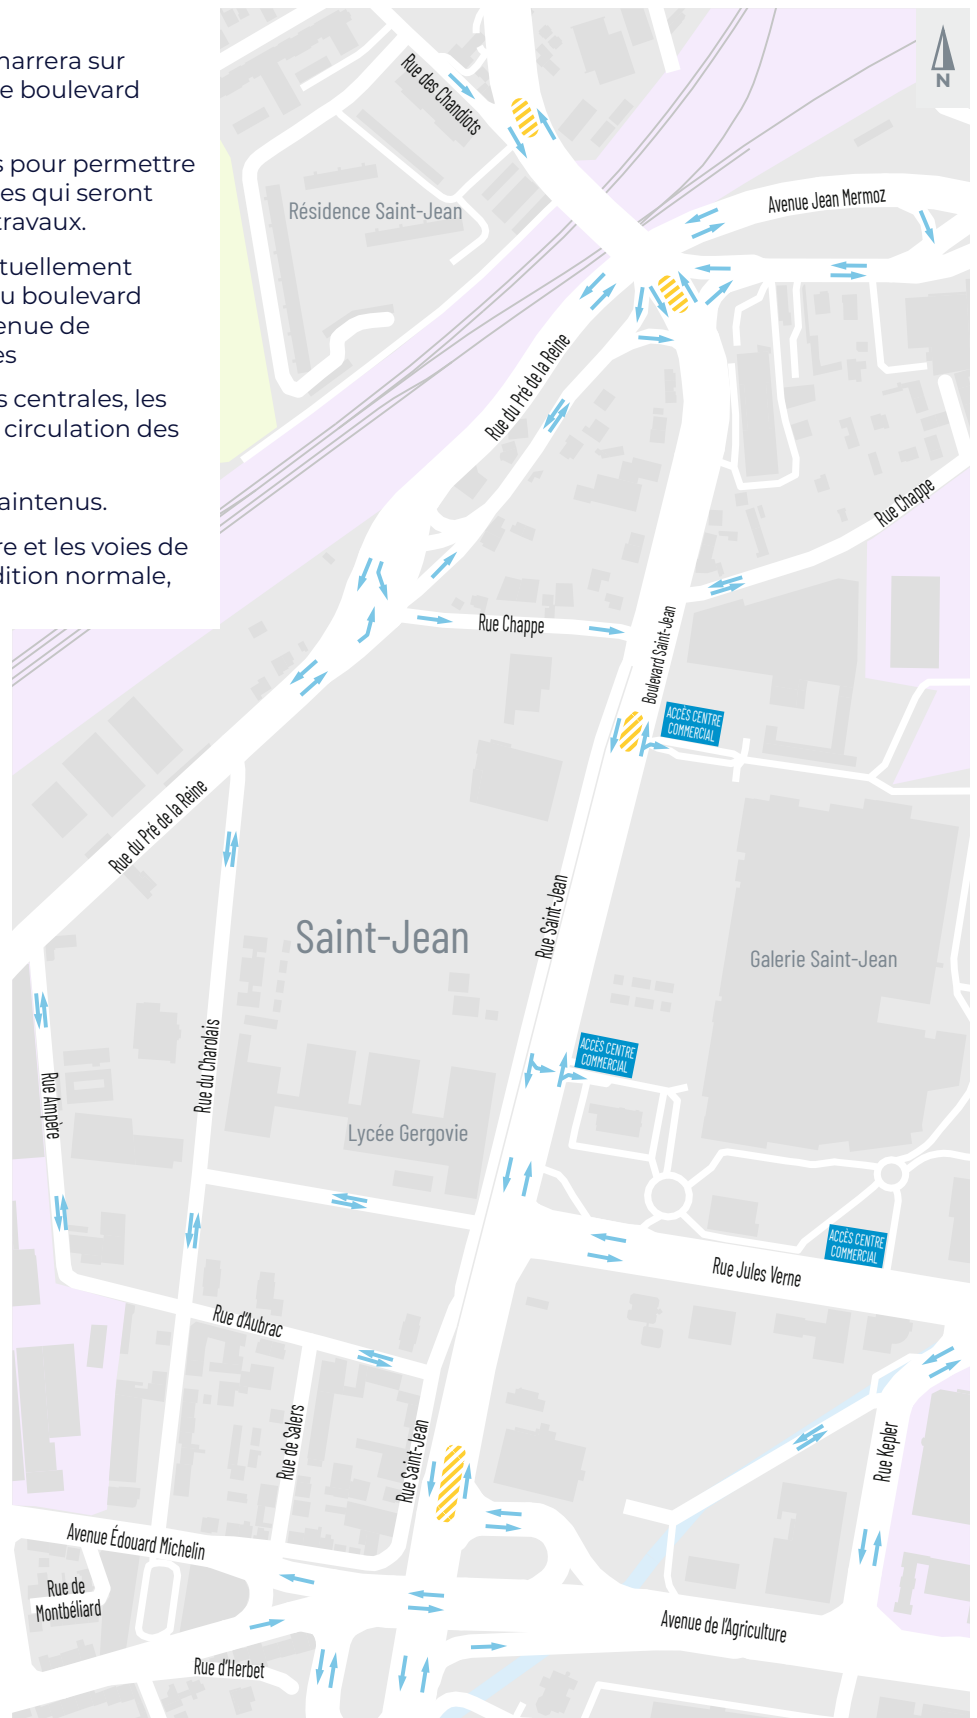 narrera sur
e boulevard
s pour permettre
es qui seront
travaux.
tuellement
u boulevard
enue de
es
s centrales, les
circulation des
aintenus.
re et les voies de
dition normale,
N
Rue des Chandiots
Résidence Saint-Jean
Avenue Jean Mermoz
Rue du Pré de la Reine
Rue Chappe
Rue Chappe
Boulevard Saint-Jean
ACCÈS CENTRE
COMMERCIAL
Rue du Pré de la Reine
Rue Saint-Jean
Saint-Jean
Galerie Saint-Jean
Rue du Charolais
ACCÈS CENTRE
COMMERCIAL
Rue Ampère
Lycée Gergovie
ACCÈS CENTRE
COMMERCIAL
Rue Jules Verne
Rue d'Aubrac
Rue de Salers
Rue Saint-Jean
Rue Kepler
Avenue Édouard Michelin
Rue de
Montbéliard
Avenue de l'Agriculture
Rue d'Herbet